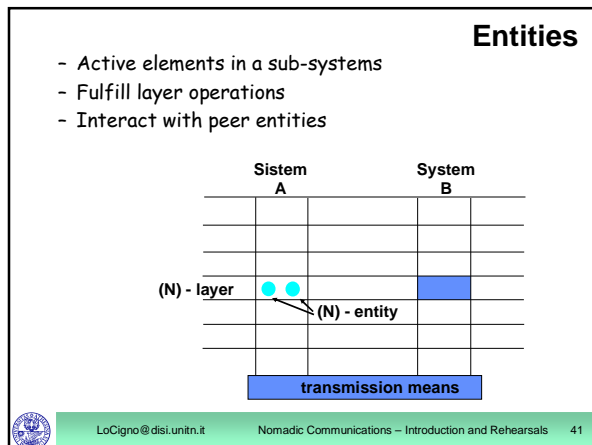 Entities
– Active elements in a sub-systems
– Fulfill layer operations
– Interact with peer entities
Sistem
A
System
B
(N) - layer
(N) - entity
transmission means
LoCigno@disi.unitn.it Nomadic Communications – Introduction and Rehearsals 41